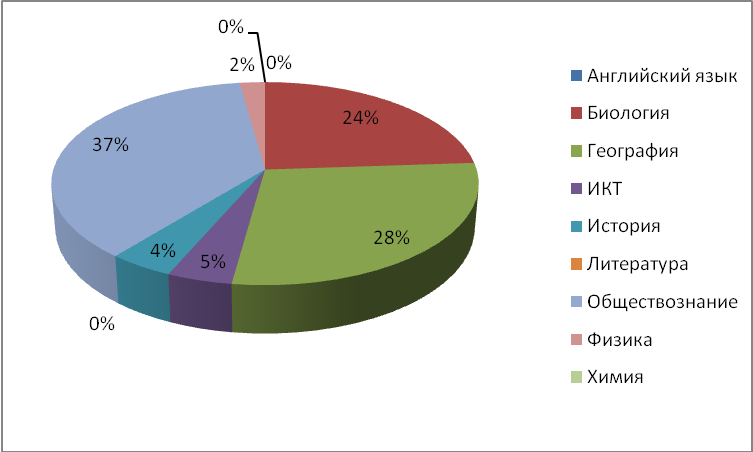 0%
2%
0%
24%
37%
28%
4%
5%
0%
Английский язык
Биология
География
ИКТ
История
Литература
Обществознание
Физика
Химия